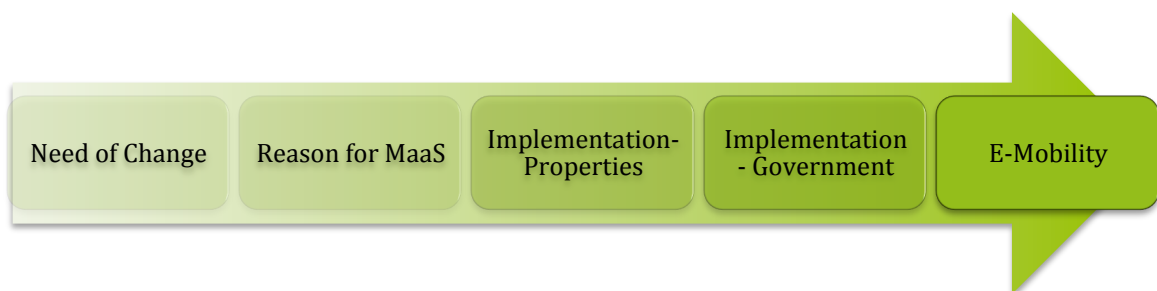 Need of Change
Reason for MaaS
Implementation-
Properties
Implementation
- Government
E-Mobility